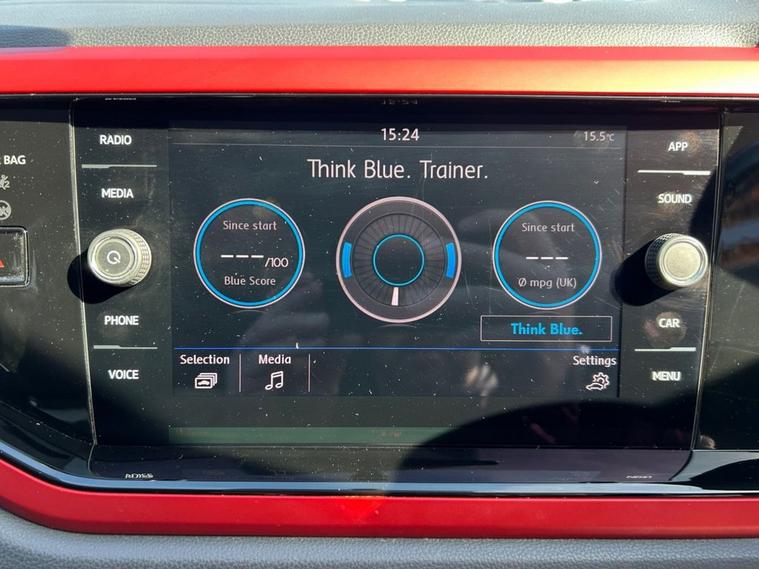 15:24
15.5°C
Think Blue. Trainer.
RADIO
MEDIA
PHONE
VOICE
BAG
Since start
--- /100
Blue Score
Since start
---
Ø mpg (UK)
Think Blue.
Selection
Media
Settings
APP
SOUND
CAR
MENU